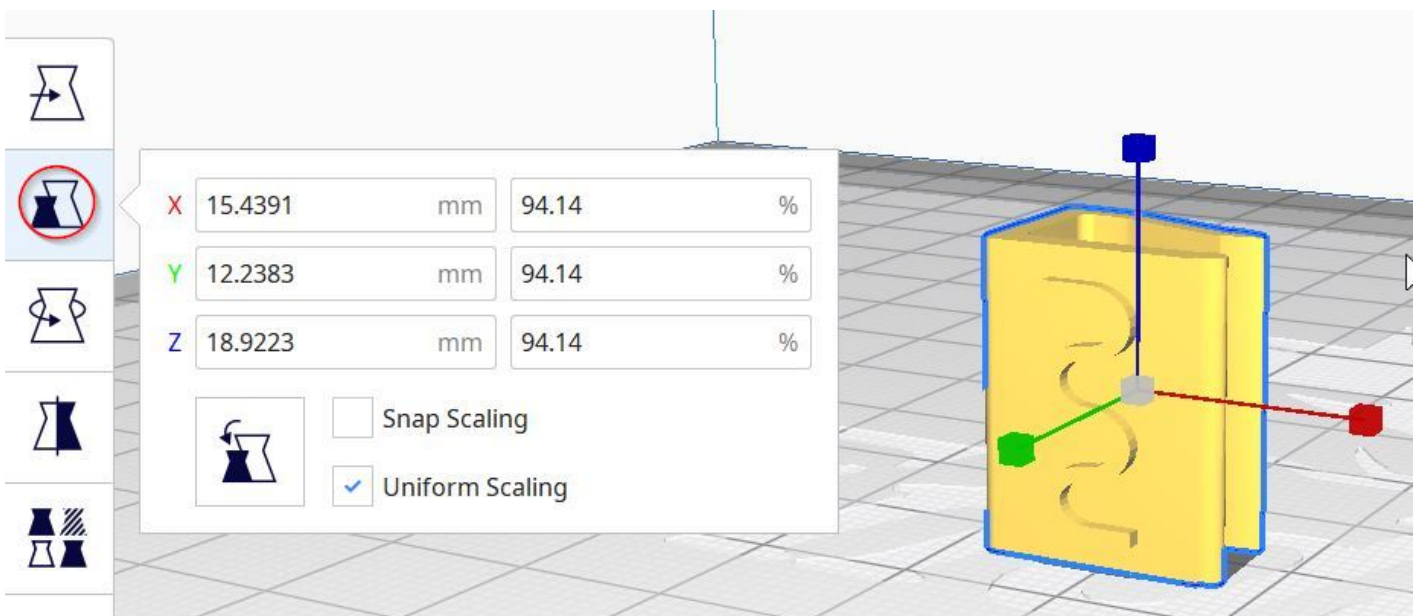 X 15.4391 mm 94.14 %
Y 12.2383 mm 94.14 %
Z 18.9223 mm 94.14 %
Snap Scaling
Uniform Scaling